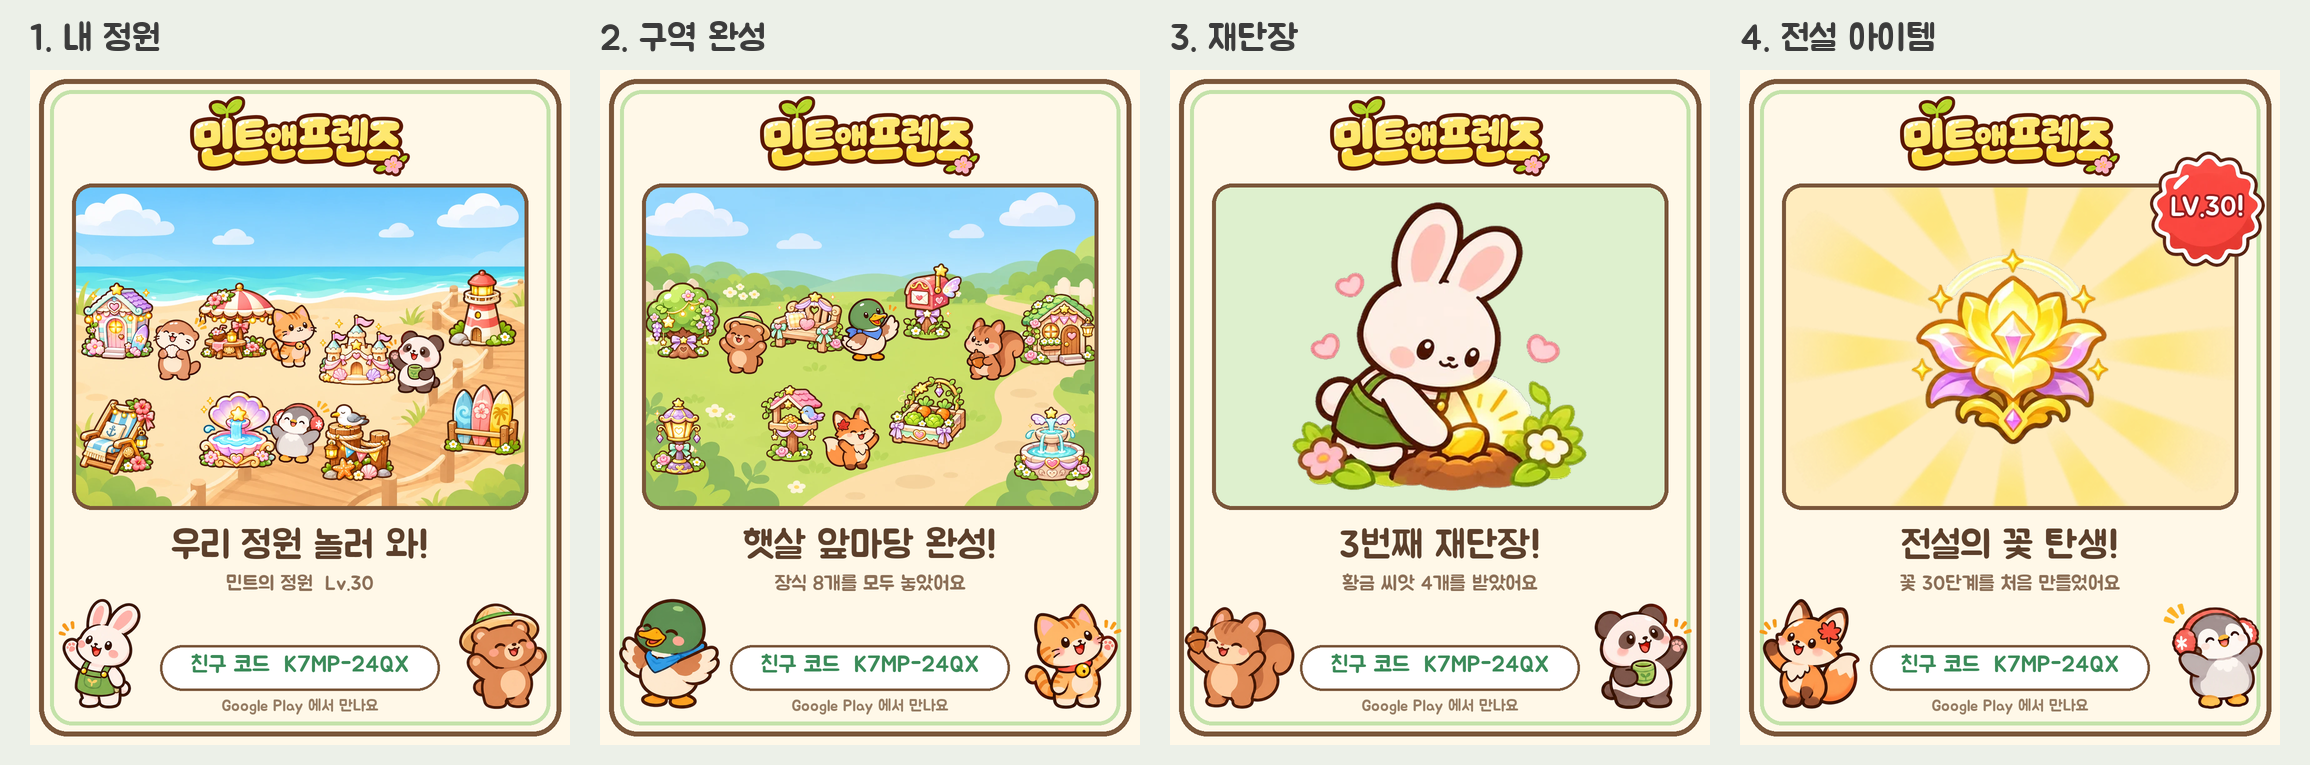 1. 내 정원
민트앤프렌즈
우리 정원 놀러 와!
민트의 정원 Lv.30
친구 코드 K7MP-24QX
Google Play 에서 만나요
2. 구역 완성
민트앤프렌즈
햇살 앞마당 완성!
장식 8개를 모두 놓았어요
친구 코드 K7MP-24QX
Google Play 에서 만나요
3. 재단장
민트앤프렌즈
3번째 재단장!
황금 씨앗 4개를 받았어요
친구 코드 K7MP-24QX
Google Play 에서 만나요
4. 전설 아이템
민트앤프렌즈
LV.30!
전설의 꽃 탄생!
꽃 30단계를 처음 만들었어요
친구 코드 K7MP-24QX
Google Play 에서 만나요